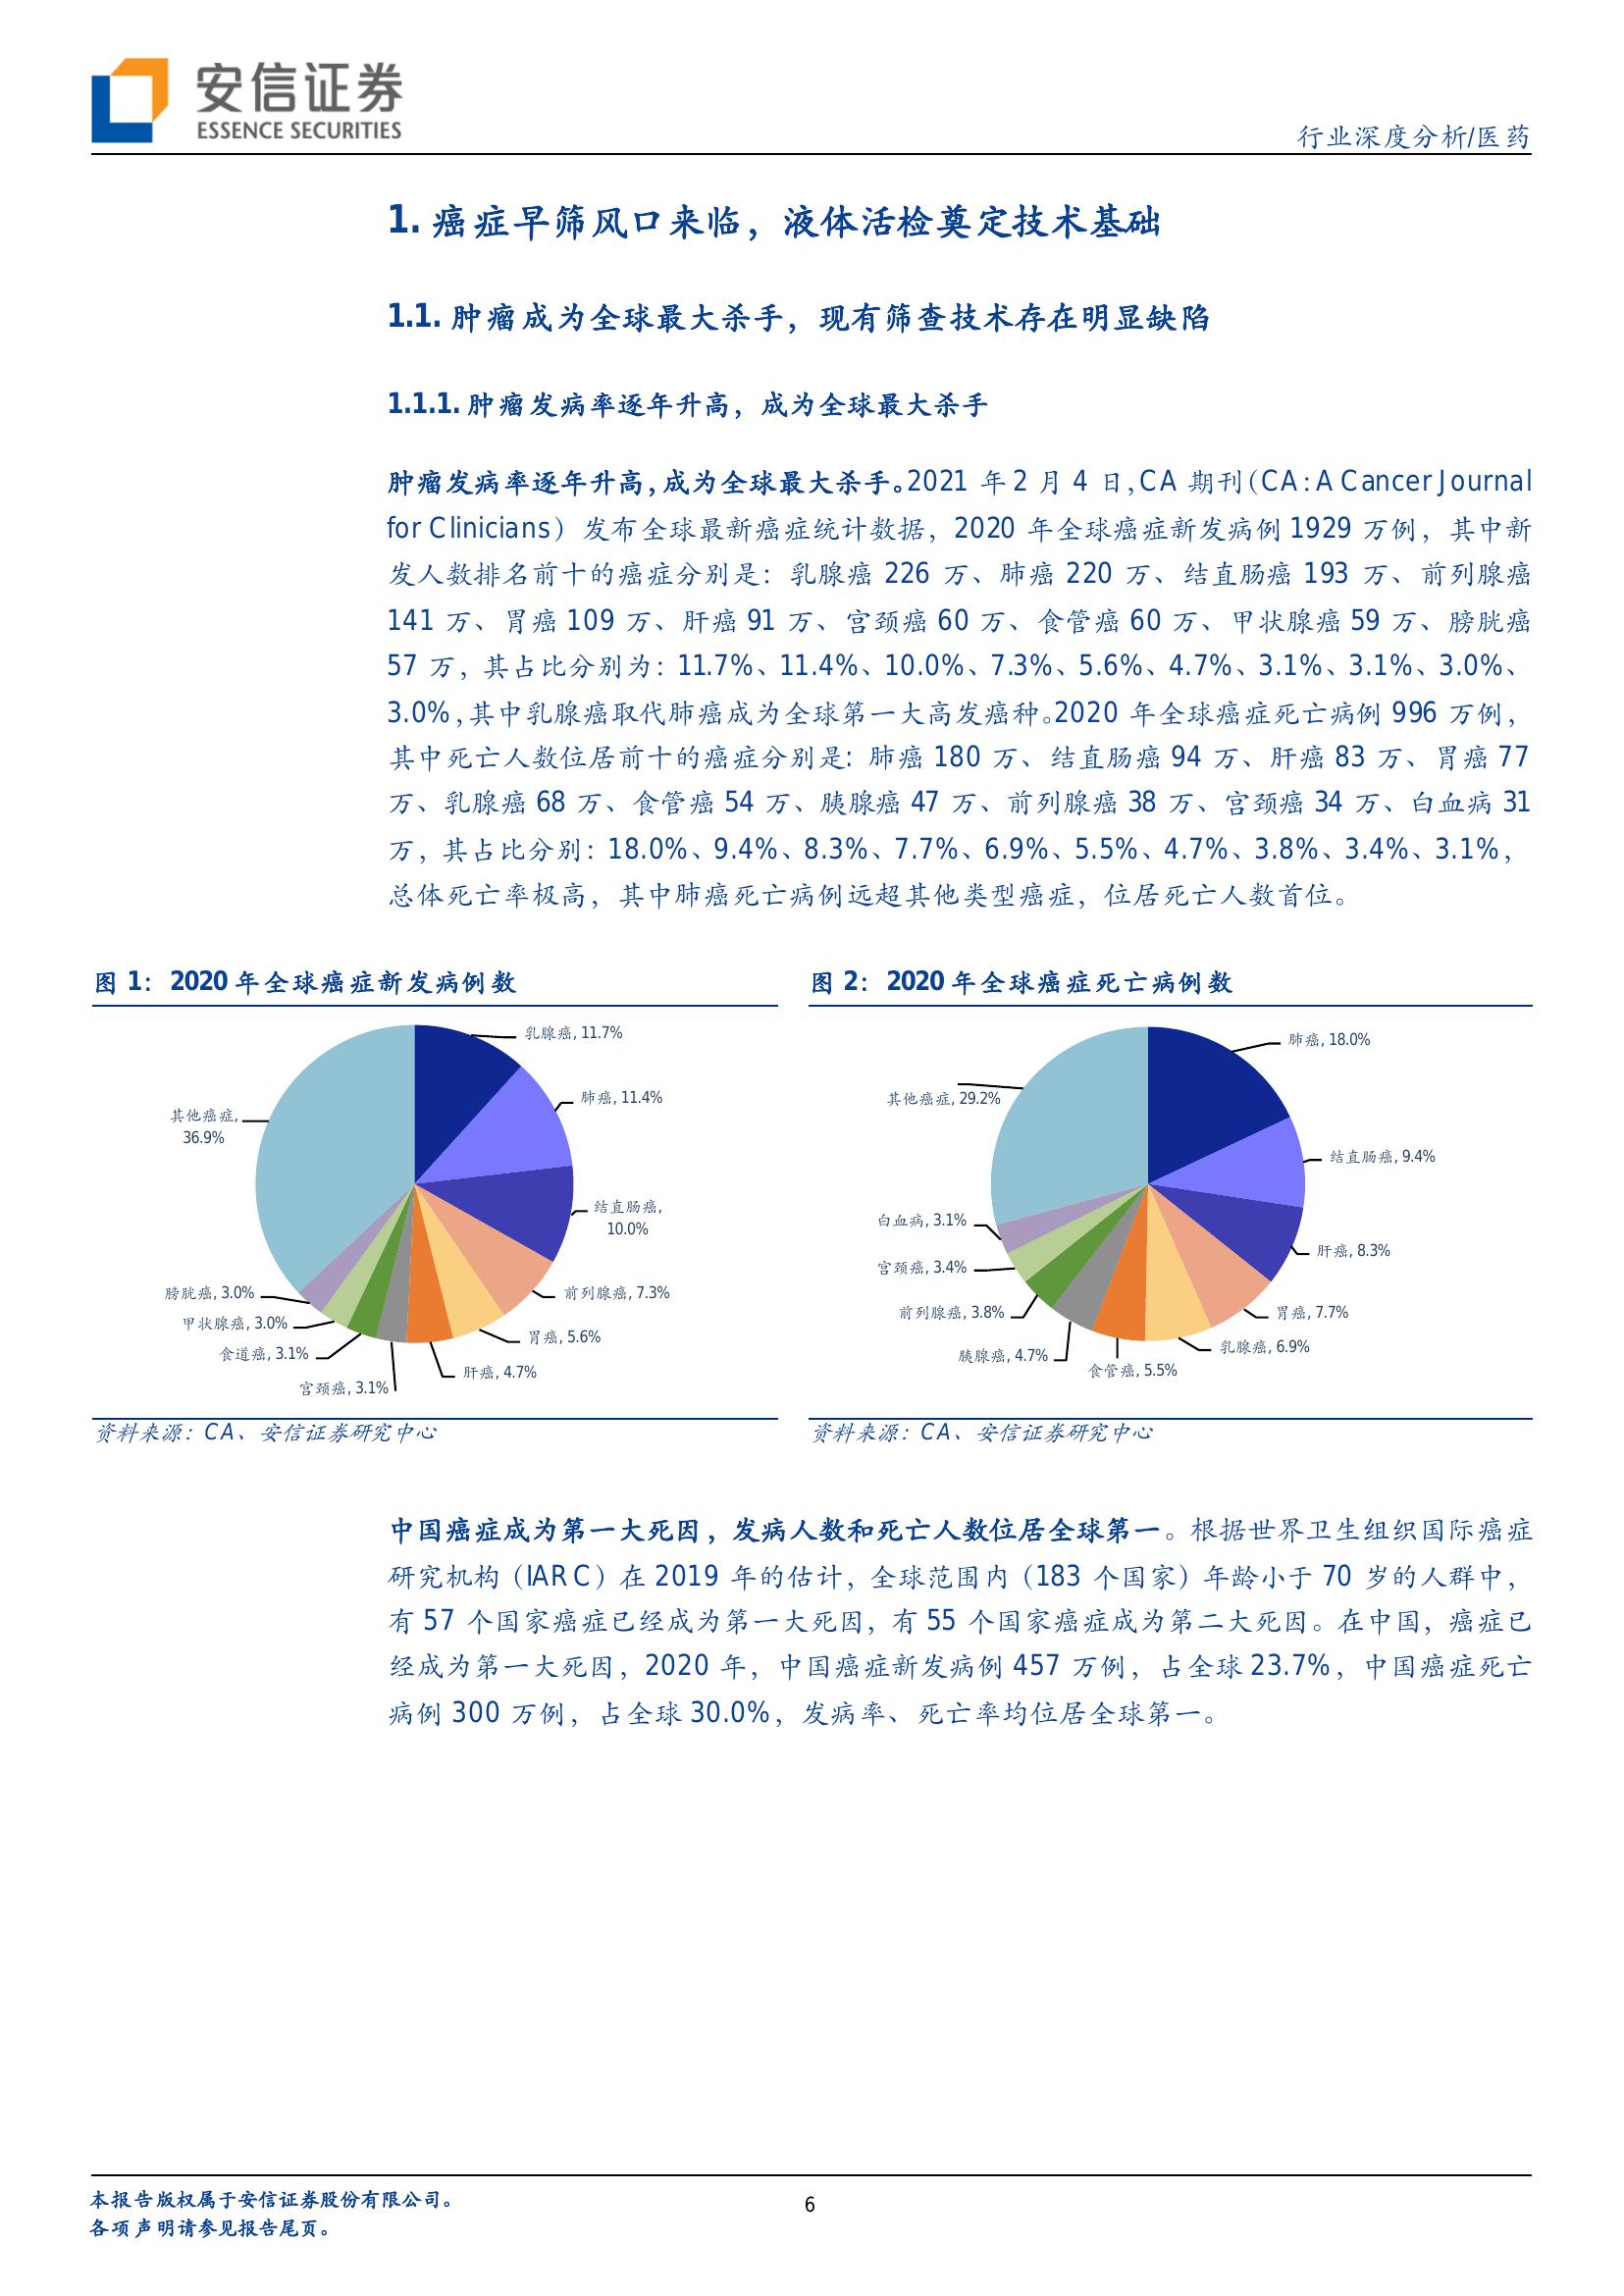 安信证券
ESSENCE SECURITIES
行业深度分析/医药
1. 癌症早筛风口来临，液体活检奠定技术基础
1.1. 肿瘤成为全球最大杀手，现有筛查技术存在明显缺陷
1.1.1. 肿瘤发病率逐年升高，成为全球最大杀手
肿瘤发病率逐年升高，成为全球最大杀手。2021 年 2 月 4 日，CA 期刊（CA：A Cancer Journal
for Clinicians）发布全球最新癌症统计数据，2020 年全球癌症新发病例 1929 万例，其中新
发人数排名前十的癌症分别是：乳腺癌 226 万、肺癌 220 万、结直肠癌 193 万、前列腺癌
141 万、胃癌 109 万、肝癌 91 万、宫颈癌 60 万、食管癌 60 万、甲状腺癌 59 万、膀胱癌
57 万，其占比分别为：11.7%、11.4%、10.0%、7.3%、5.6%、4.7%、3.1%、3.1%、3.0%、
3.0%，其中乳腺癌取代肺癌成为全球第一大高发癌种。2020 年全球癌症死亡病例 996 万例，
其中死亡人数位居前十的癌症分别是：肺癌 180 万、结直肠癌 94 万、肝癌 83 万、胃癌 77
万、乳腺癌 68 万、食管癌 54 万、胰腺癌 47 万、前列腺癌 38 万、宫颈癌 34 万、白血病 31
万，其占比分别：18.0%、9.4%、8.3%、7.7%、6.9%、5.5%、4.7%、3.8%、3.4%、3.1%，
总体死亡率极高，其中肺癌死亡病例远超其他类型癌症，位居死亡人数首位。
图 1：2020 年全球癌症新发病例数
乳腺癌, 11.7%
肺癌, 11.4%
结直肠癌,
10.0%
前列腺癌, 7.3%
胃癌, 5.6%
肝癌, 4.7%
宫颈癌, 3.1%
食道癌, 3.1%
甲状腺癌, 3.0%
膀胱癌, 3.0%
其他癌症,
36.9%
资料来源：CA、安信证券研究中心
图 2：2020 年全球癌症死亡病例数
肺癌, 18.0%
结直肠癌, 9.4%
肝癌, 8.3%
胃癌, 7.7%
乳腺癌, 6.9%
食管癌, 5.5%
胰腺癌, 4.7%
前列腺癌, 3.8%
宫颈癌, 3.4%
白血病, 3.1%
其他癌症, 29.2%
资料来源：CA、安信证券研究中心
中国癌症成为第一大死因，发病人数和死亡人数位居全球第一。根据世界卫生组织国际癌症
研究机构（IARC）在 2019 年的估计，全球范围内（183 个国家）年龄小于 70 岁的人群中，
有 57 个国家癌症已经成为第一大死因，有 55 个国家癌症成为第二大死因。在中国，癌症已
经成为第一大死因，2020 年，中国癌症新发病例 457 万例，占全球 23.7%，中国癌症死亡
病例 300 万例，占全球 30.0%，发病率、死亡率均位居全球第一。
本报告版权属于安信证券股份有限公司。
各项声明请参见报告尾页。
6